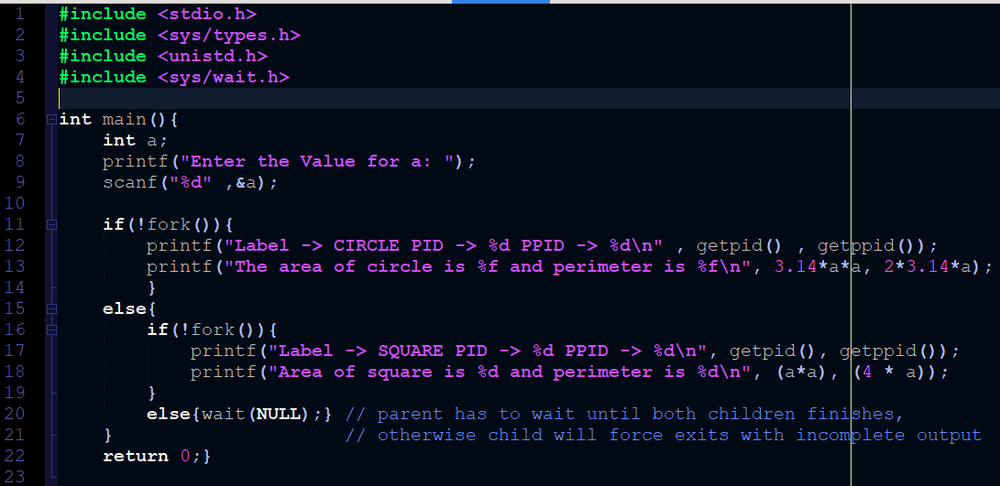 1 #include <stdio.h>
2 #include <sys/types.h>
3 #include <unistd.h>
4 #include <sys/wait.h>
5
6 int main(){
7     int a;
8     printf("Enter the Value for a: ");
9     scanf("%d" ,&a);
10
11     if(!fork()){
12         printf("Label -> CIRCLE PID -> %d PPID -> %d\n" , getpid() , getppid());
13         printf("The area of circle is %f and perimeter is %f\n", 3.14*a*a, 2*3.14*a);
14         }
15     else{
16         if(!fork()){
17             printf("Label -> SQUARE PID -> %d PPID -> %d\n", getpid(), getppid());
18             printf("Area of square is %d and perimeter is %d\n", (a*a), (4 * a));
19         }
20         else{wait(NULL);} // parent has to wait until both children finishes,
21     }                     // otherwise child will force exits with incomplete output
22     return 0;}
23